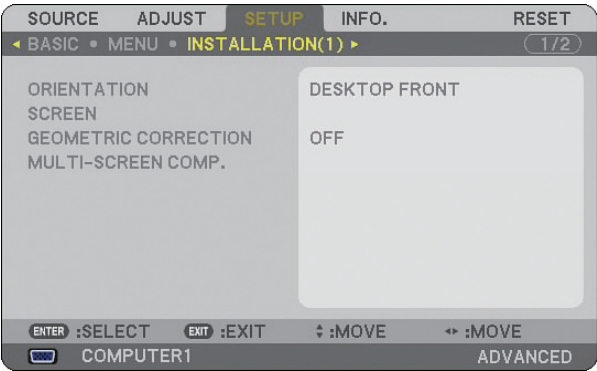 SOURCE ADJUST SETUP INFO. RESET
BASIC • MENU • INSTALLATION(1) 1/2
ORIENTATION DESKTOP FRONT
SCREEN
GEOMETRIC CORRECTION OFF
MULTI-SCREEN COMP.
ENTER :SELECT EXIT :EXIT :MOVE :MOVE
COMPUTER1 ADVANCED